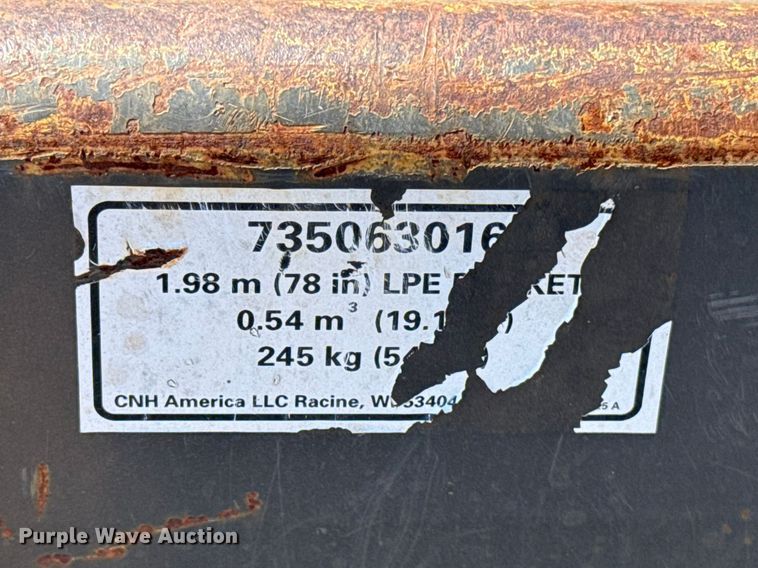 735063016
1.98 m (78 in) LPE
0.54 m³ (19.1
245 kg (5
CNH America LLC Racine, 53404
5 A
Purple Wave Auction